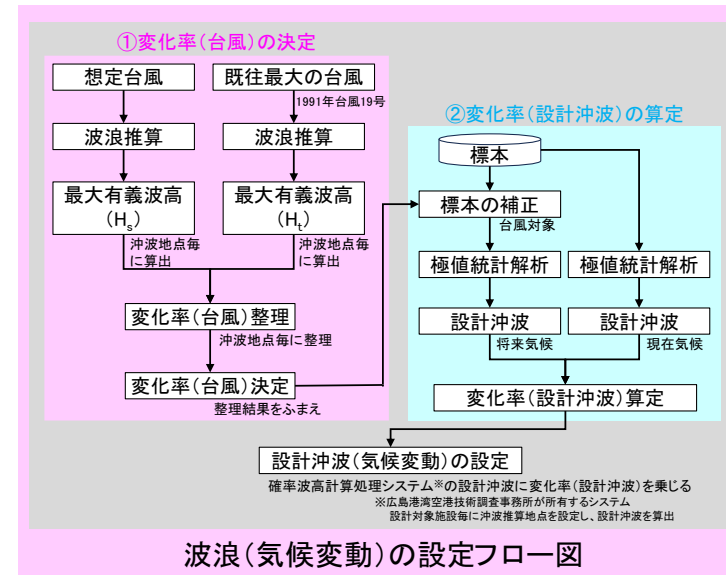 ①変化率(台風)の決定
想定台風
既往最大の台風
1991年台風19号
波浪推算
波浪推算
最大有義波高
(Hs)
最大有義波高
(Ht)
沖波地点毎
に算出
沖波地点毎
に算出
変化率(台風)整理
沖波地点毎に整理
変化率(台風)決定
整理結果をふまえ
②変化率(設計沖波)の算定
標本
標本の補正
台風対象
極値統計解析
極値統計解析
設計沖波
設計沖波
将来気候
現在気候
変化率(設計沖波)算定
設計沖波(気候変動)の設定
確率波高計算処理システム※の設計沖波に変化率(設計沖波)を乗じる
※広島港湾空港技術調査事務所が所有するシステム
設計対象施設毎に沖波推算地点を設定し、設計沖波を算出
波浪(気候変動)の設定フロー図